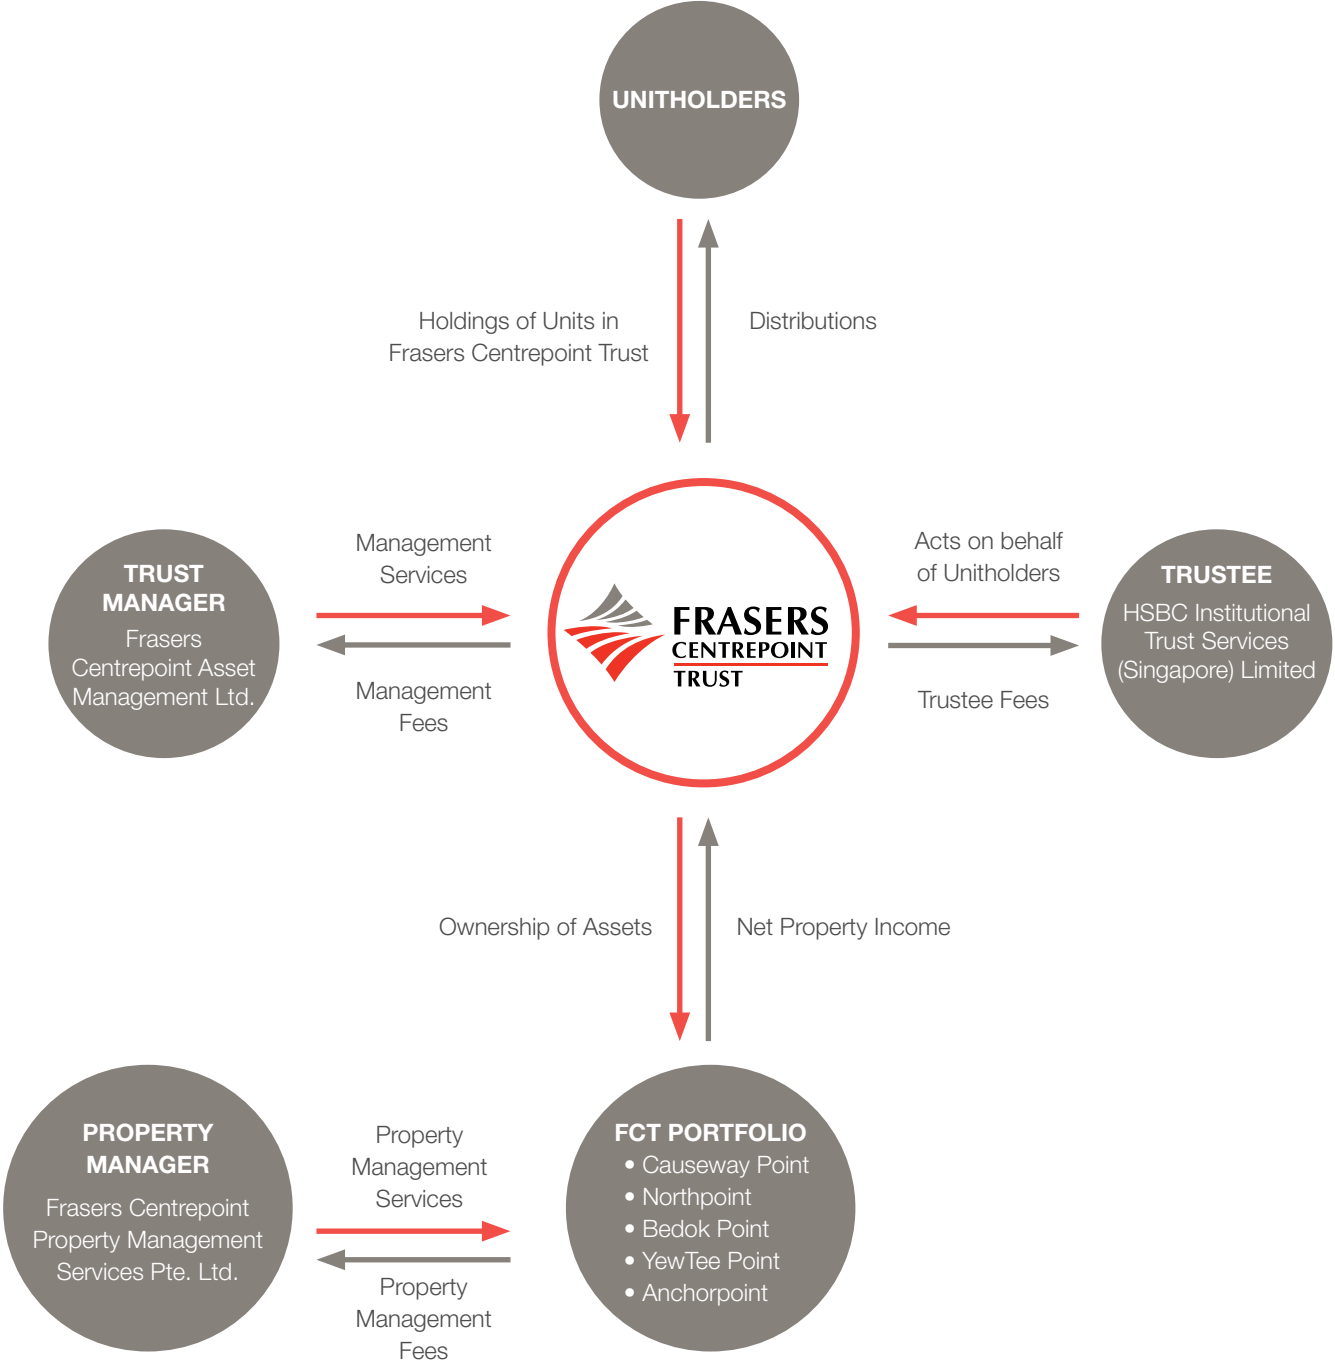 UNITHOLDERS
Holdings of Units in
Frasers Centrepoint Trust
Distributions
TRUST
MANAGER
Frasers
Centrepoint Asset
Management Ltd.
Management
Services
Management
Fees
FRASERS
CENTREPOINT
TRUST
Acts on behalf
of Unitholders
Trustee Fees
TRUSTEE
HSBC Institutional
Trust Services
(Singapore) Limited
Ownership of Assets
Net Property Income
PROPERTY
MANAGER
Frasers Centrepoint
Property Management
Services Pte. Ltd.
Property
Management
Services
Property
Management
Fees
FCT PORTFOLIO
• Causeway Point
• Northpoint
• Bedok Point
• YewTee Point
• Anchorpoint